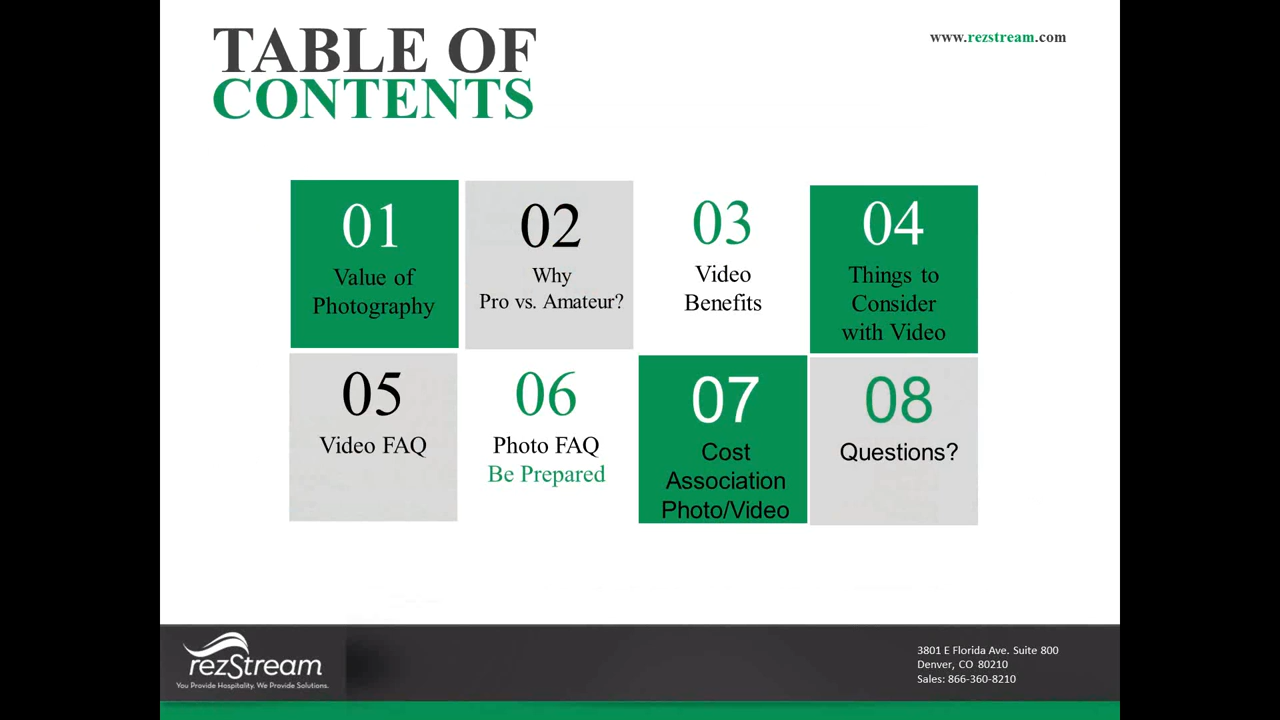 TABLE OF
CONTENTS
www.rezstream.com
01
Value of
Photography
02
Why
Pro vs. Amateur?
03
Video
Benefits
04
Things to
Consider
with Video
05
Video FAQ
06
Photo FAQ
Be Prepared
07
Cost
Association
Photo/Video
08
Questions?
rezStream
You Provide Hospitality. We Provide Solutions.
3801 E Florida Ave. Suite 800
Denver, CO 80210
Sales: 866-360-8210